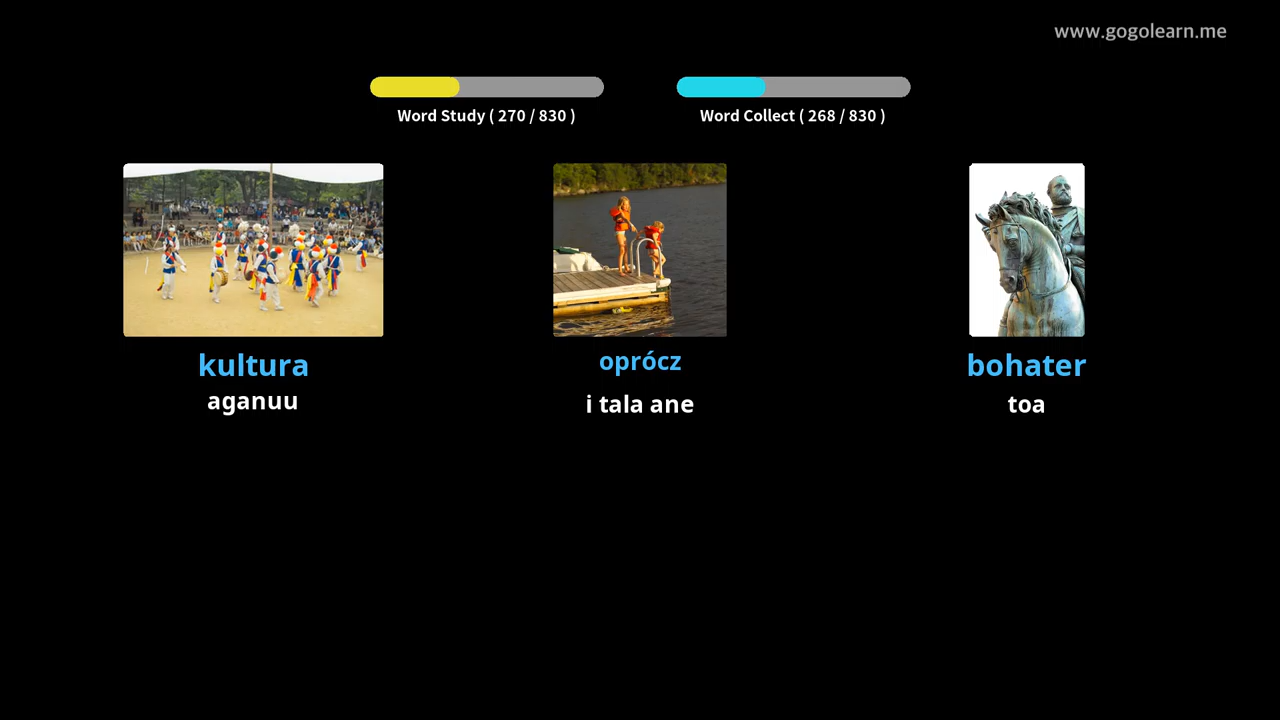 www.gogolearn.me
Word Study ( 270 / 830 )
Word Collect ( 268 / 830 )
kultura
aganuu
oprócz
i tala ane
bohater
toa